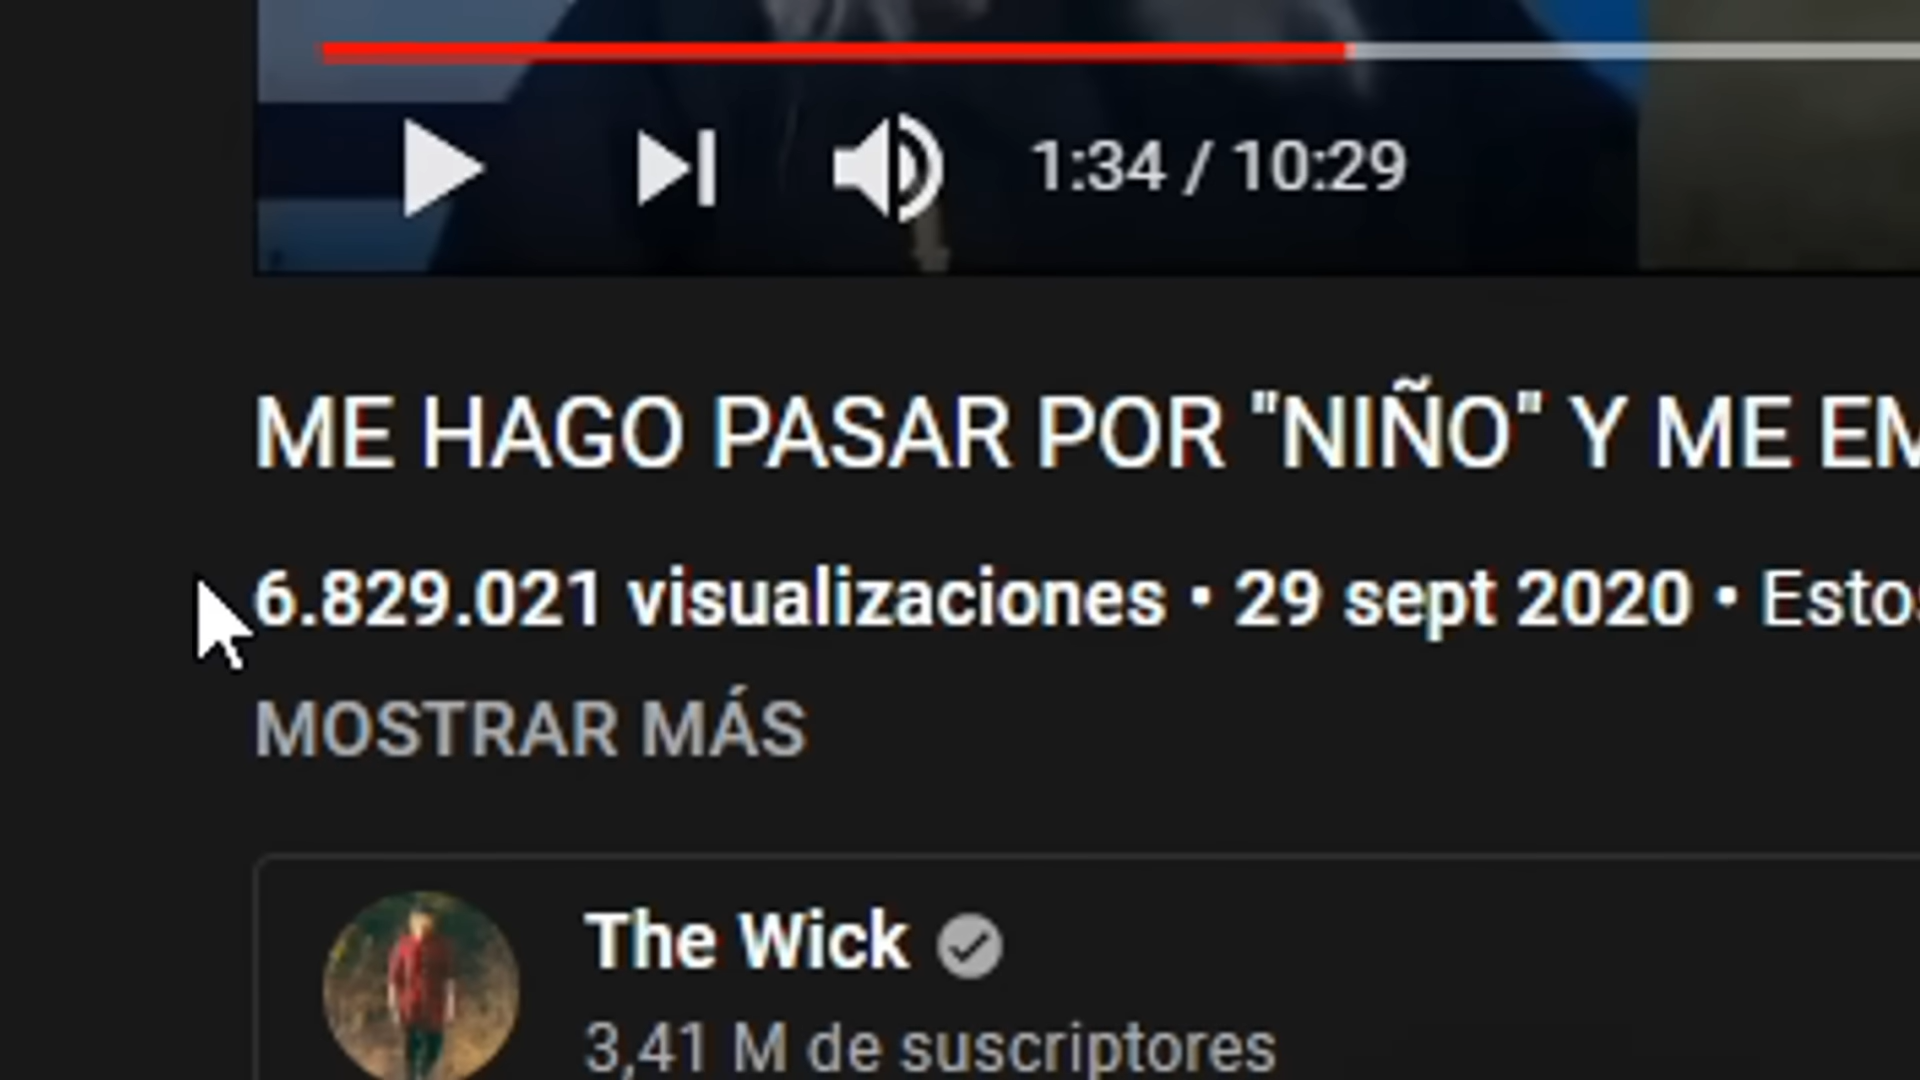 1:34 / 10:29
ME HAGO PASAR POR "NIÑO" Y ME
6.829.021 visualizaciones • 29 sept 2020 •
MOSTRAR MÁS
The Wick
3,41 M de suscriptores